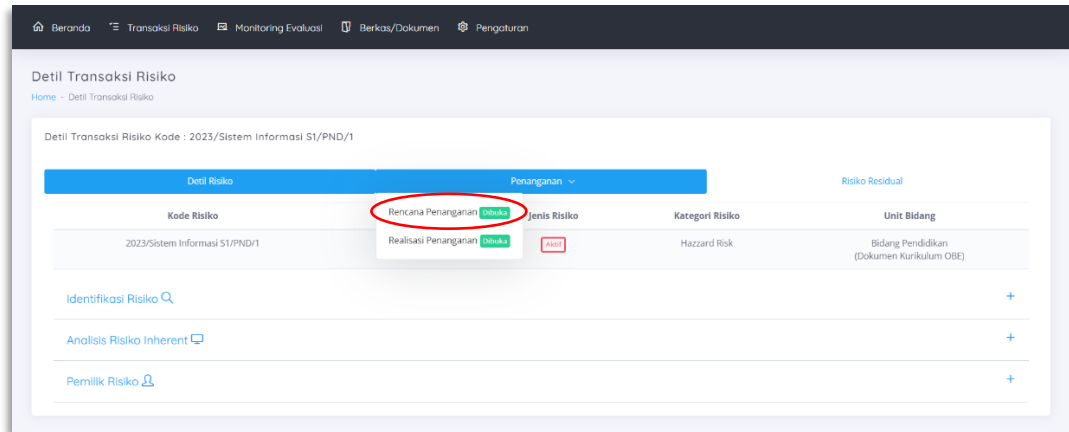 Beranda Transaksi Risiko Monitoring Evaluasi Berkas/Dokumen Pengaturan
Detil Transaksi Risiko
Home - Detil Transaksi Risiko
Detil Transaksi Risiko Kode : 2023/Sistem Informasi S1/PND/1
Detil Risiko Penanganan Risiko Residual
Rencana Penanganan Dibuka
Realisasi Penanganan Dibuka
Kode Risiko Jenis Risiko Kategori Risiko Unit Bidang
2023/Sistem Informasi S1/PND/1 Aktif Hazzard Risk Bidang Pendidikan
(Dokumen Kurikulum OBE)
Identifikasi Risiko
Analisis Risiko Inherent
Pemilik Risiko